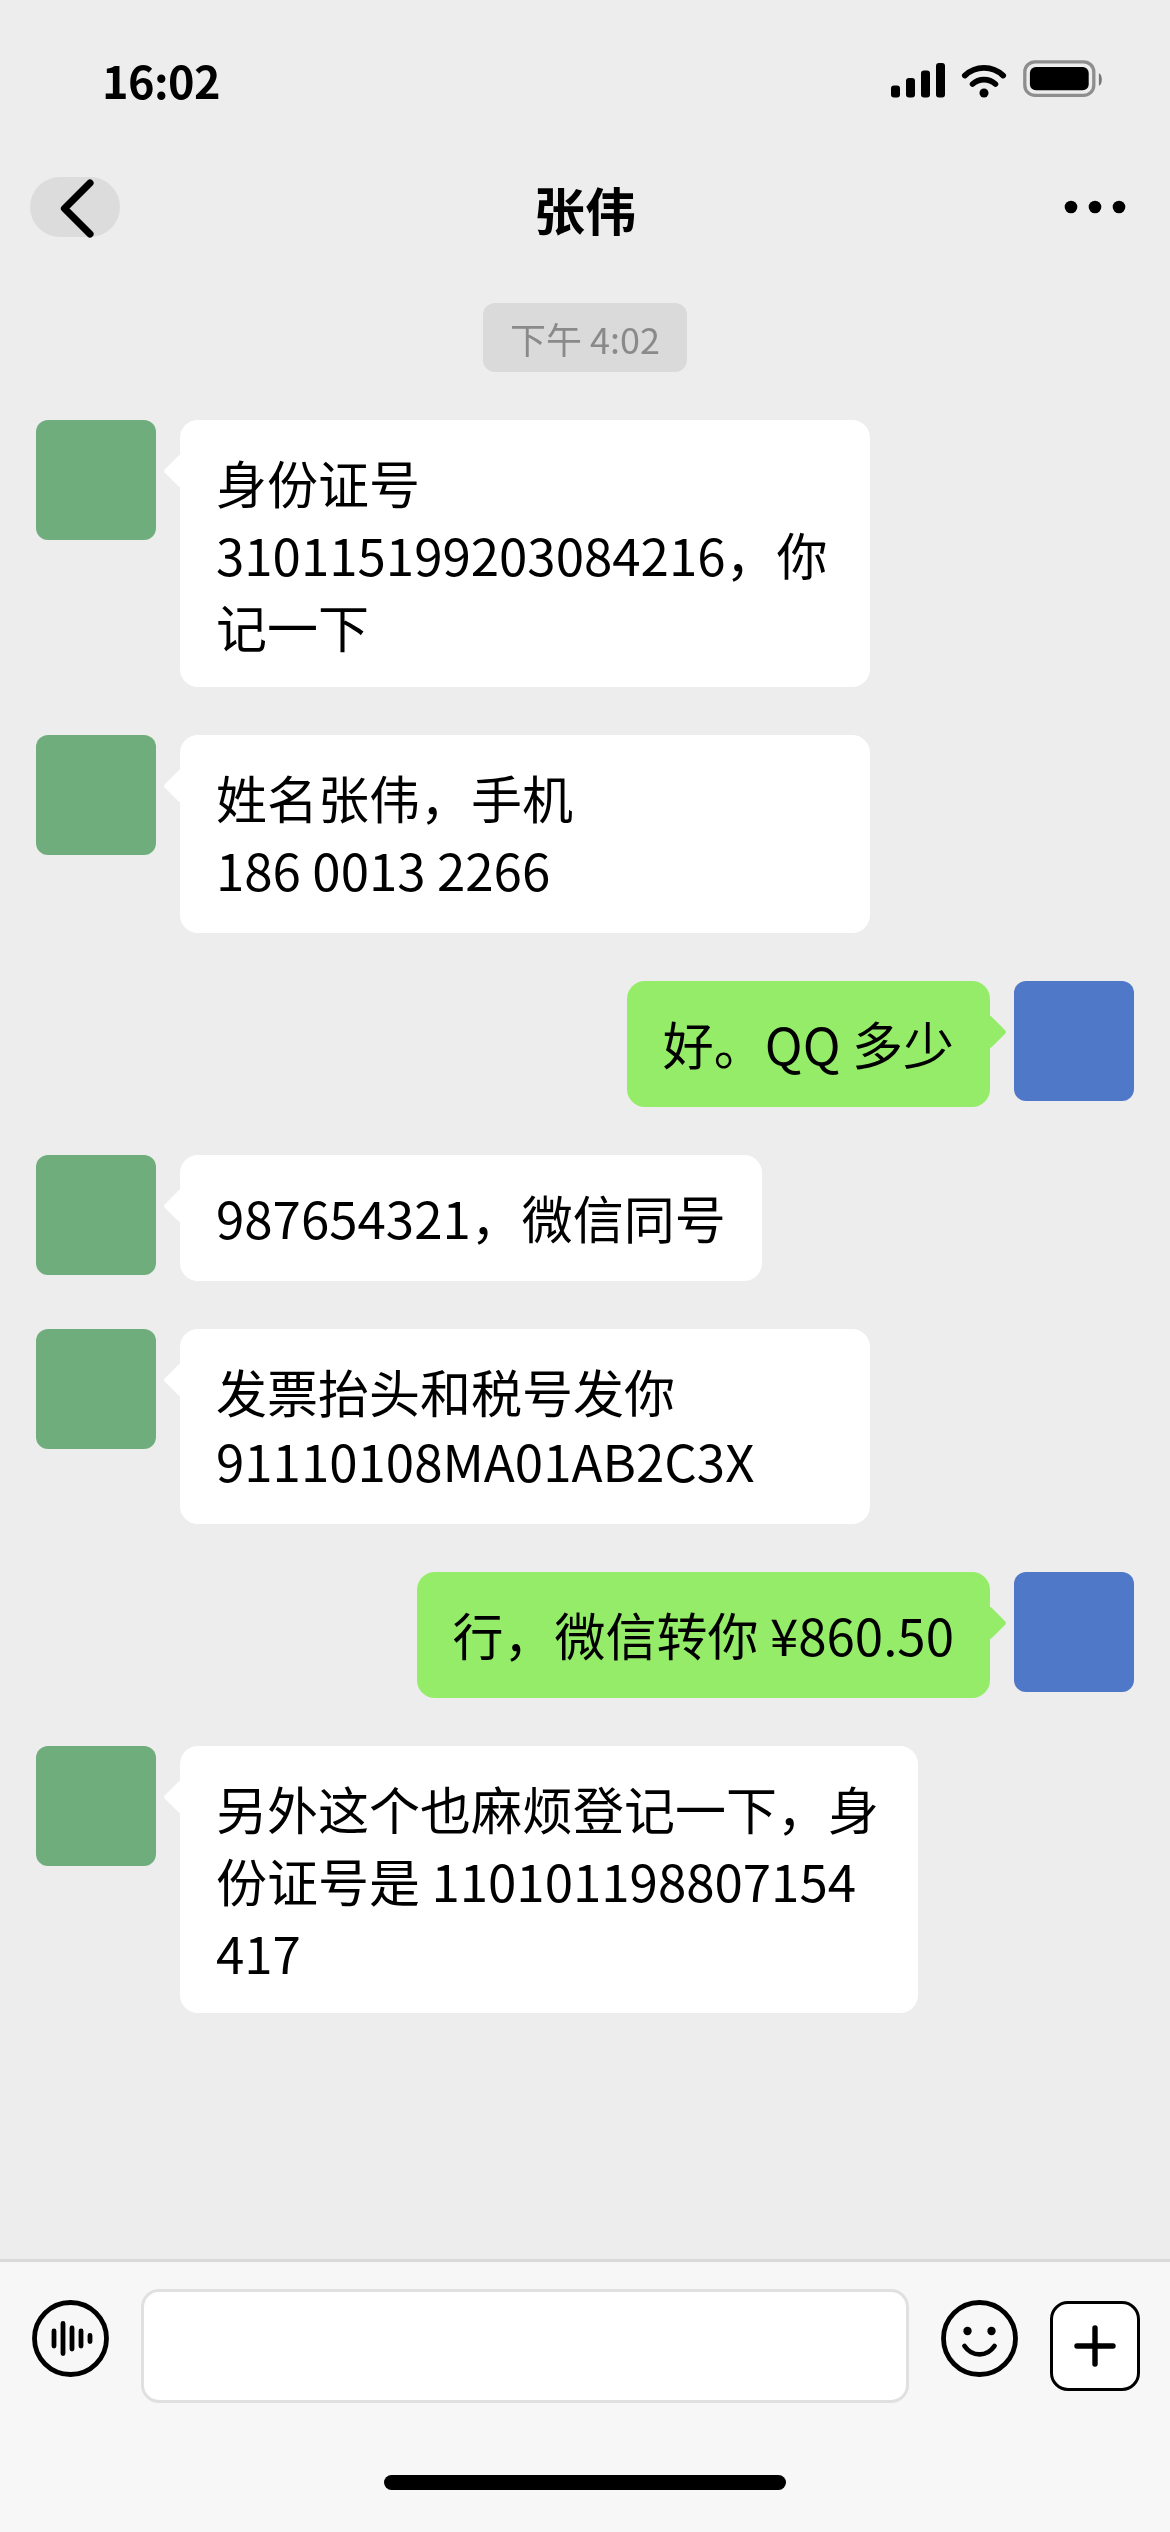 16:02
张伟
下午 4:02
身份证号
310115199203084216，你
记一下
姓名张伟，手机
186 0013 2266
好。QQ 多少
987654321，微信同号
发票抬头和税号发你
91110108MA01AB2C3X
行，微信转你 ¥860.50
另外这个也麻烦登记一下，身
份证号是 110101198807154
417